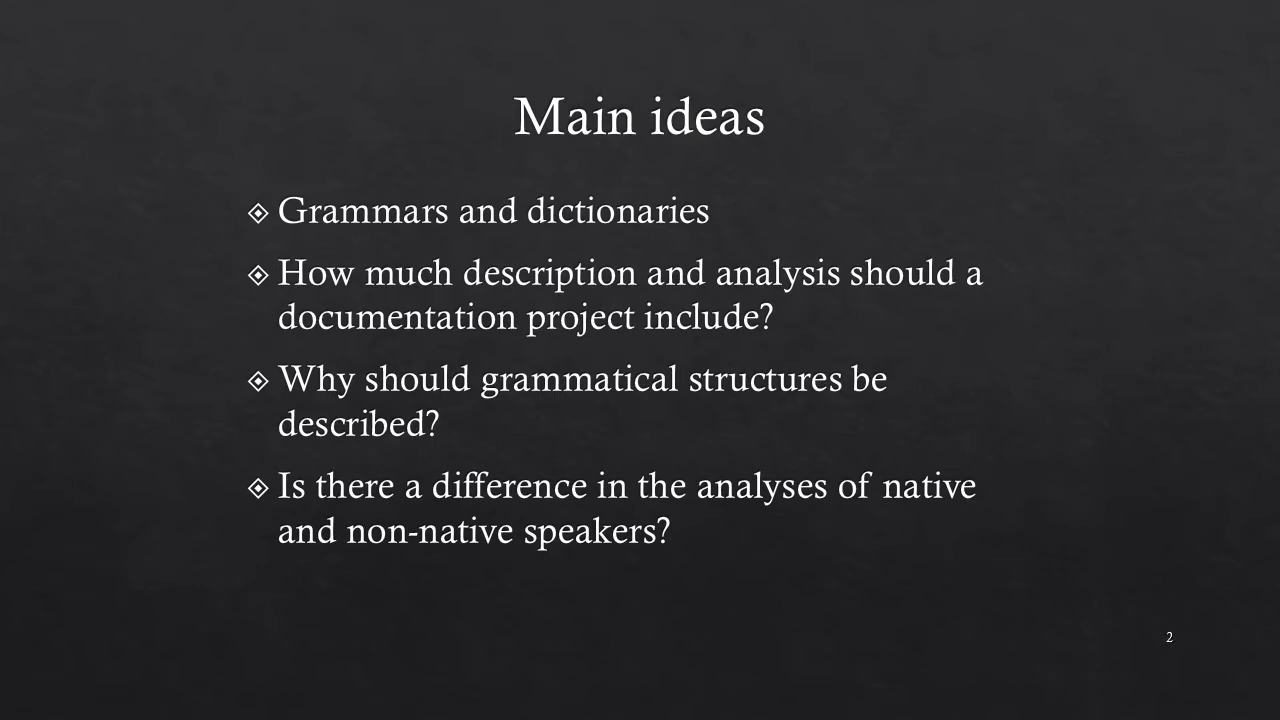 Main ideas
Grammars and dictionaries
How much description and analysis should a
documentation project include?
Why should grammatical structures be
described?
Is there a difference in the analyses of native
and non-native speakers?
2